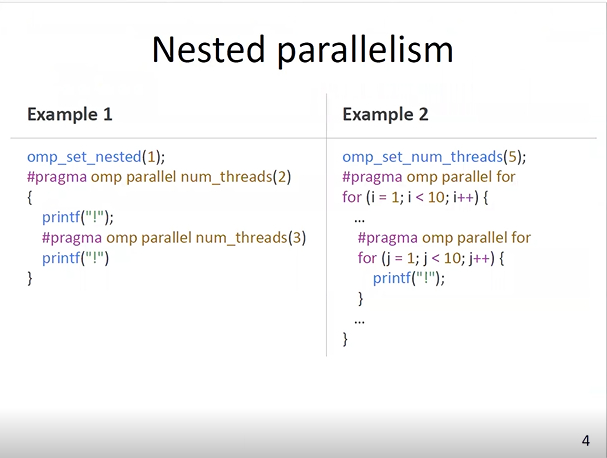 Nested parallelism
Example 1
omp_set_nested(1);
#pragma omp parallel num_threads(2)
{
printf("!");
#pragma omp parallel num_threads(3)
printf("!")
}
Example 2
omp_set_num_threads(5);
#pragma omp parallel for
for (i = 1; i < 10; i++) {
...
#pragma omp parallel for
for (j = 1; j < 10; j++) {
printf("!");
}
...
}
4